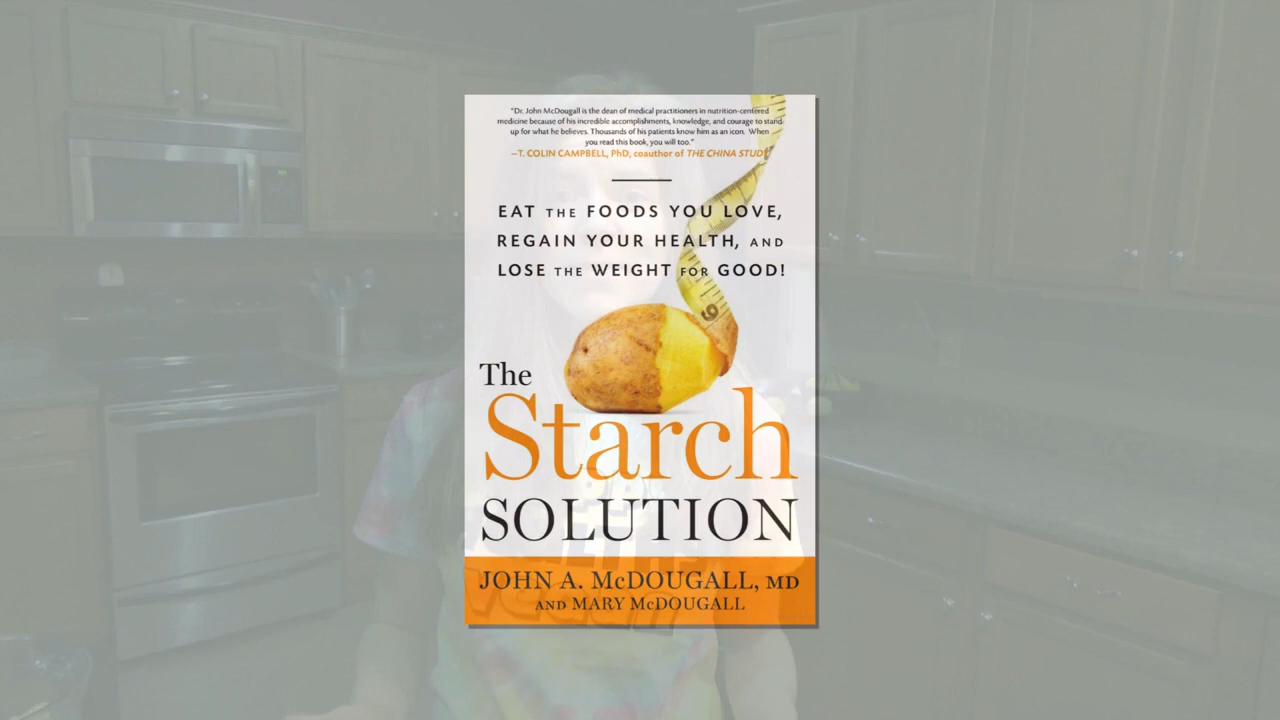 "Dr. John McDougall is the dean of medical practitioners in nutrition-centered
medicine because of his incredible accomplishments, knowledge, and courage to stand
up for what he believes. Thousands of his patients know him as an icon. When
you read this book, you will too."
—T. COLIN CAMPBELL, PhD, coauthor of THE CHINA STUDY
EAT THE FOODS YOU LOVE,
REGAIN YOUR HEALTH, AND
LOSE THE WEIGHT FOR GOOD!
9
The
Starch
SOLUTION
JOHN A. McDOUGALL, MD
AND MARY McDOUGALL